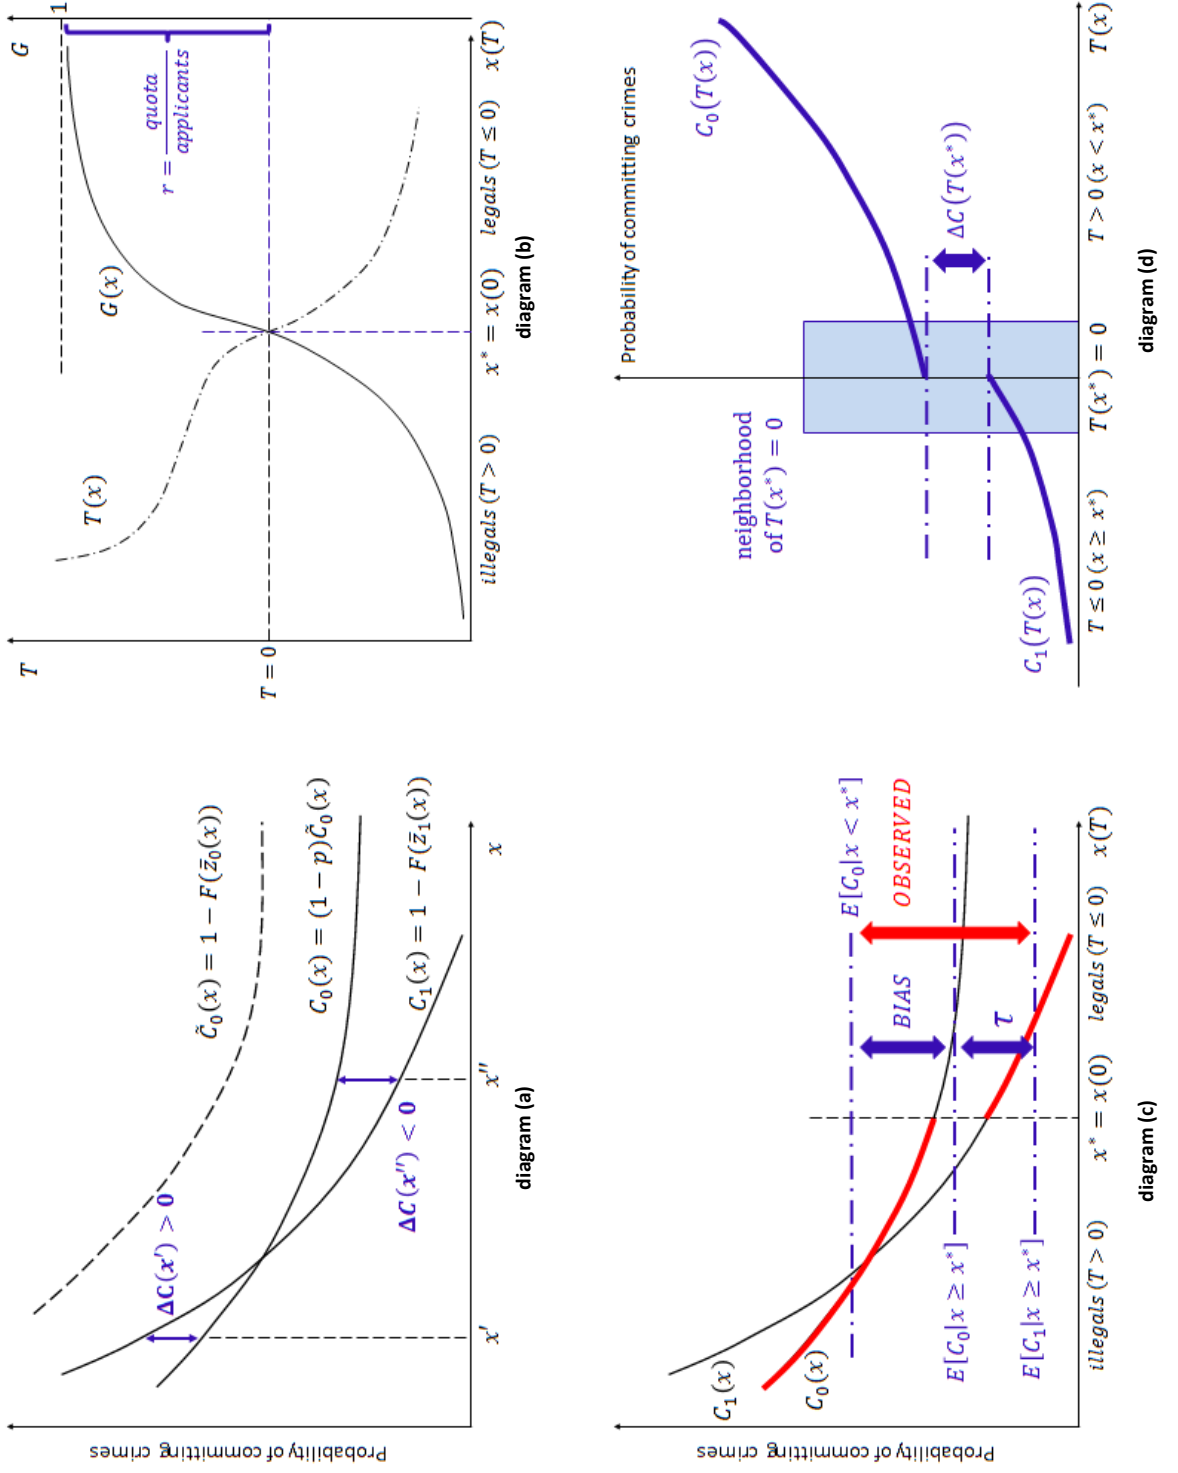 Probability of committing crimes
C̃₀(x) = 1 − F(z̄₀(x))
C₀(x) = (1 − p)C̃₀(x)
C₁(x) = 1 − F(z̄₁(x))
ΔC(x′) > 0
ΔC(x′′) < 0
x′
x′′
x
diagram (a)
T
G
1
T(x)
G(x)
r = quota / applicants
T = 0
illegals (T > 0)
x* = x(0)
legals (T ≤ 0)
x(T)
diagram (b)
Probability of committing crimes
C₁(x)
C₀(x)
E[C₀|x < x*]
BIAS
OBSERVED
τ
E[C₀|x ≥ x*]
E[C₁|x ≥ x*]
illegals (T > 0)
x* = x(0)
legals (T ≤ 0)
x(T)
diagram (c)
Probability of committing crimes
C₀(T(x))
neighborhood
of T(x*) = 0
ΔC(T(x*))
C₁(T(x))
T ≤ 0 (x ≥ x*)
T(x*) = 0
T > 0 (x < x*)
T(x)
diagram (d)